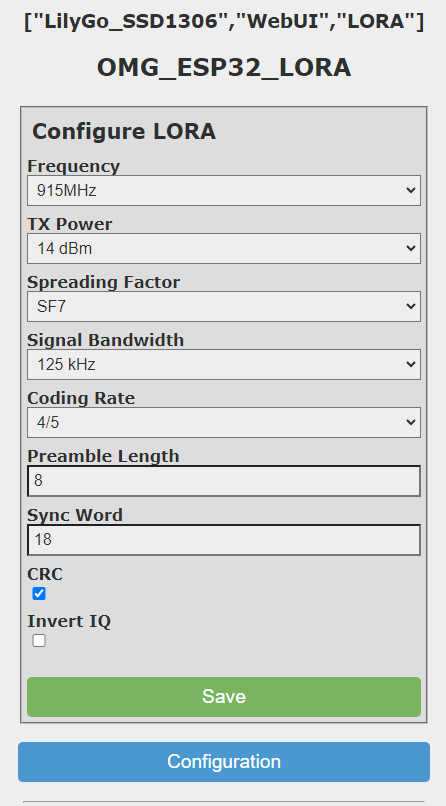 ["LilyGo_SSD1306","WebUI","LORA"]
OMG_ESP32_LORA
Configure LORA
Frequency
915MHz
TX Power
14 dBm
Spreading Factor
SF7
Signal Bandwidth
125 kHz
Coding Rate
4/5
Preamble Length
8
Sync Word
18
CRC
Invert IQ
Save
Configuration